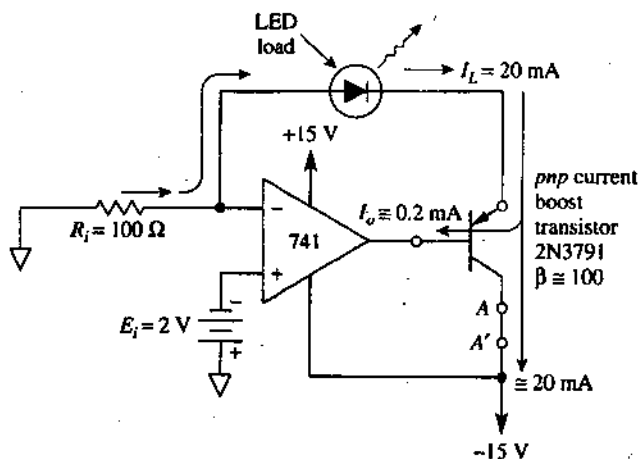 LED
load
I_L = 20 mA
+15 V
pnp current
boost
transistor
2N3791
β ≅ 100
I_o ≅ 0.2 mA
R_i = 100 Ω
−
741
+
−
E_i = 2 V
+
A
A′
≅ 20 mA
−15 V